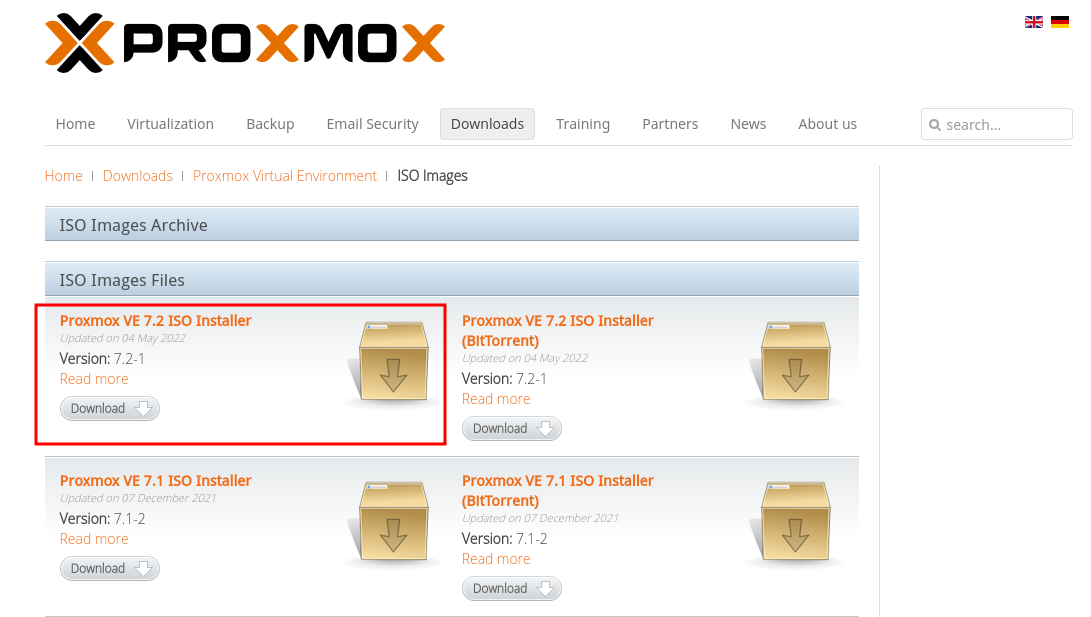 PROXMOX
Home Virtualization Backup Email Security Downloads Training Partners News About us search...
Home Downloads Proxmox Virtual Environment ISO Images
ISO Images Archive
ISO Images Files
Proxmox VE 7.2 ISO Installer
Updated on 04 May 2022
Version: 7.2-1
Read more
Download
Proxmox VE 7.2 ISO Installer
(BitTorrent)
Updated on 04 May 2022
Version: 7.2-1
Read more
Download
Proxmox VE 7.1 ISO Installer
Updated on 07 December 2021
Version: 7.1-2
Read more
Download
Proxmox VE 7.1 ISO Installer
(BitTorrent)
Updated on 07 December 2021
Version: 7.1-2
Read more
Download